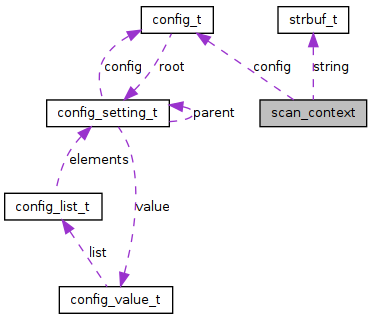 config_t
strbuf_t
config
root
config
string
config_setting_t
parent
scan_context
elements
value
config_list_t
list
config_value_t